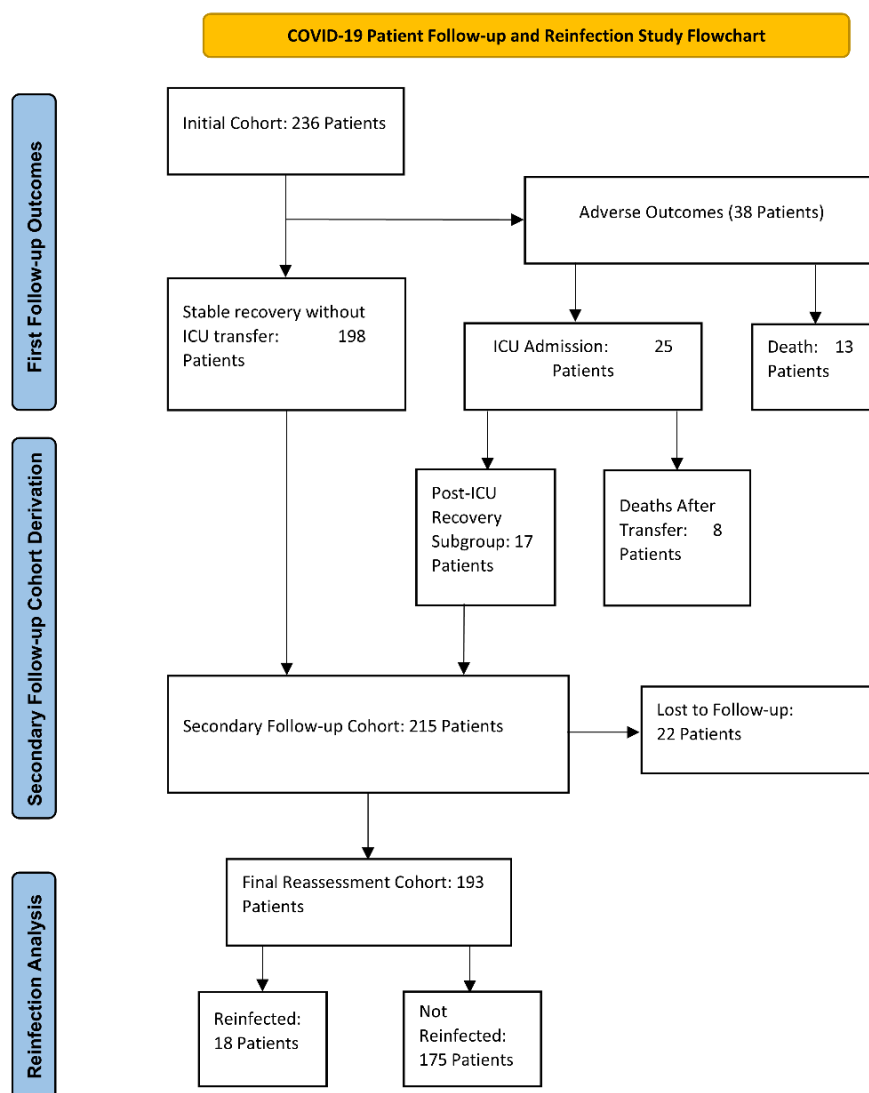 COVID-19 Patient Follow-up and Reinfection Study Flowchart
First Follow-up Outcomes
Initial Cohort: 236 Patients
Adverse Outcomes (38 Patients)
Stable recovery without
ICU transfer: 198
Patients
ICU Admission: 25
Patients
Death: 13
Patients
Secondary Follow-up Cohort Derivation
Post-ICU
Recovery
Subgroup: 17
Patients
Deaths After
Transfer: 8
Patients
Secondary Follow-up Cohort: 215 Patients
Lost to Follow-up:
22 Patients
Reinfection Analysis
Final Reassessment Cohort: 193
Patients
Reinfected:
18 Patients
Not
Reinfected:
175 Patients